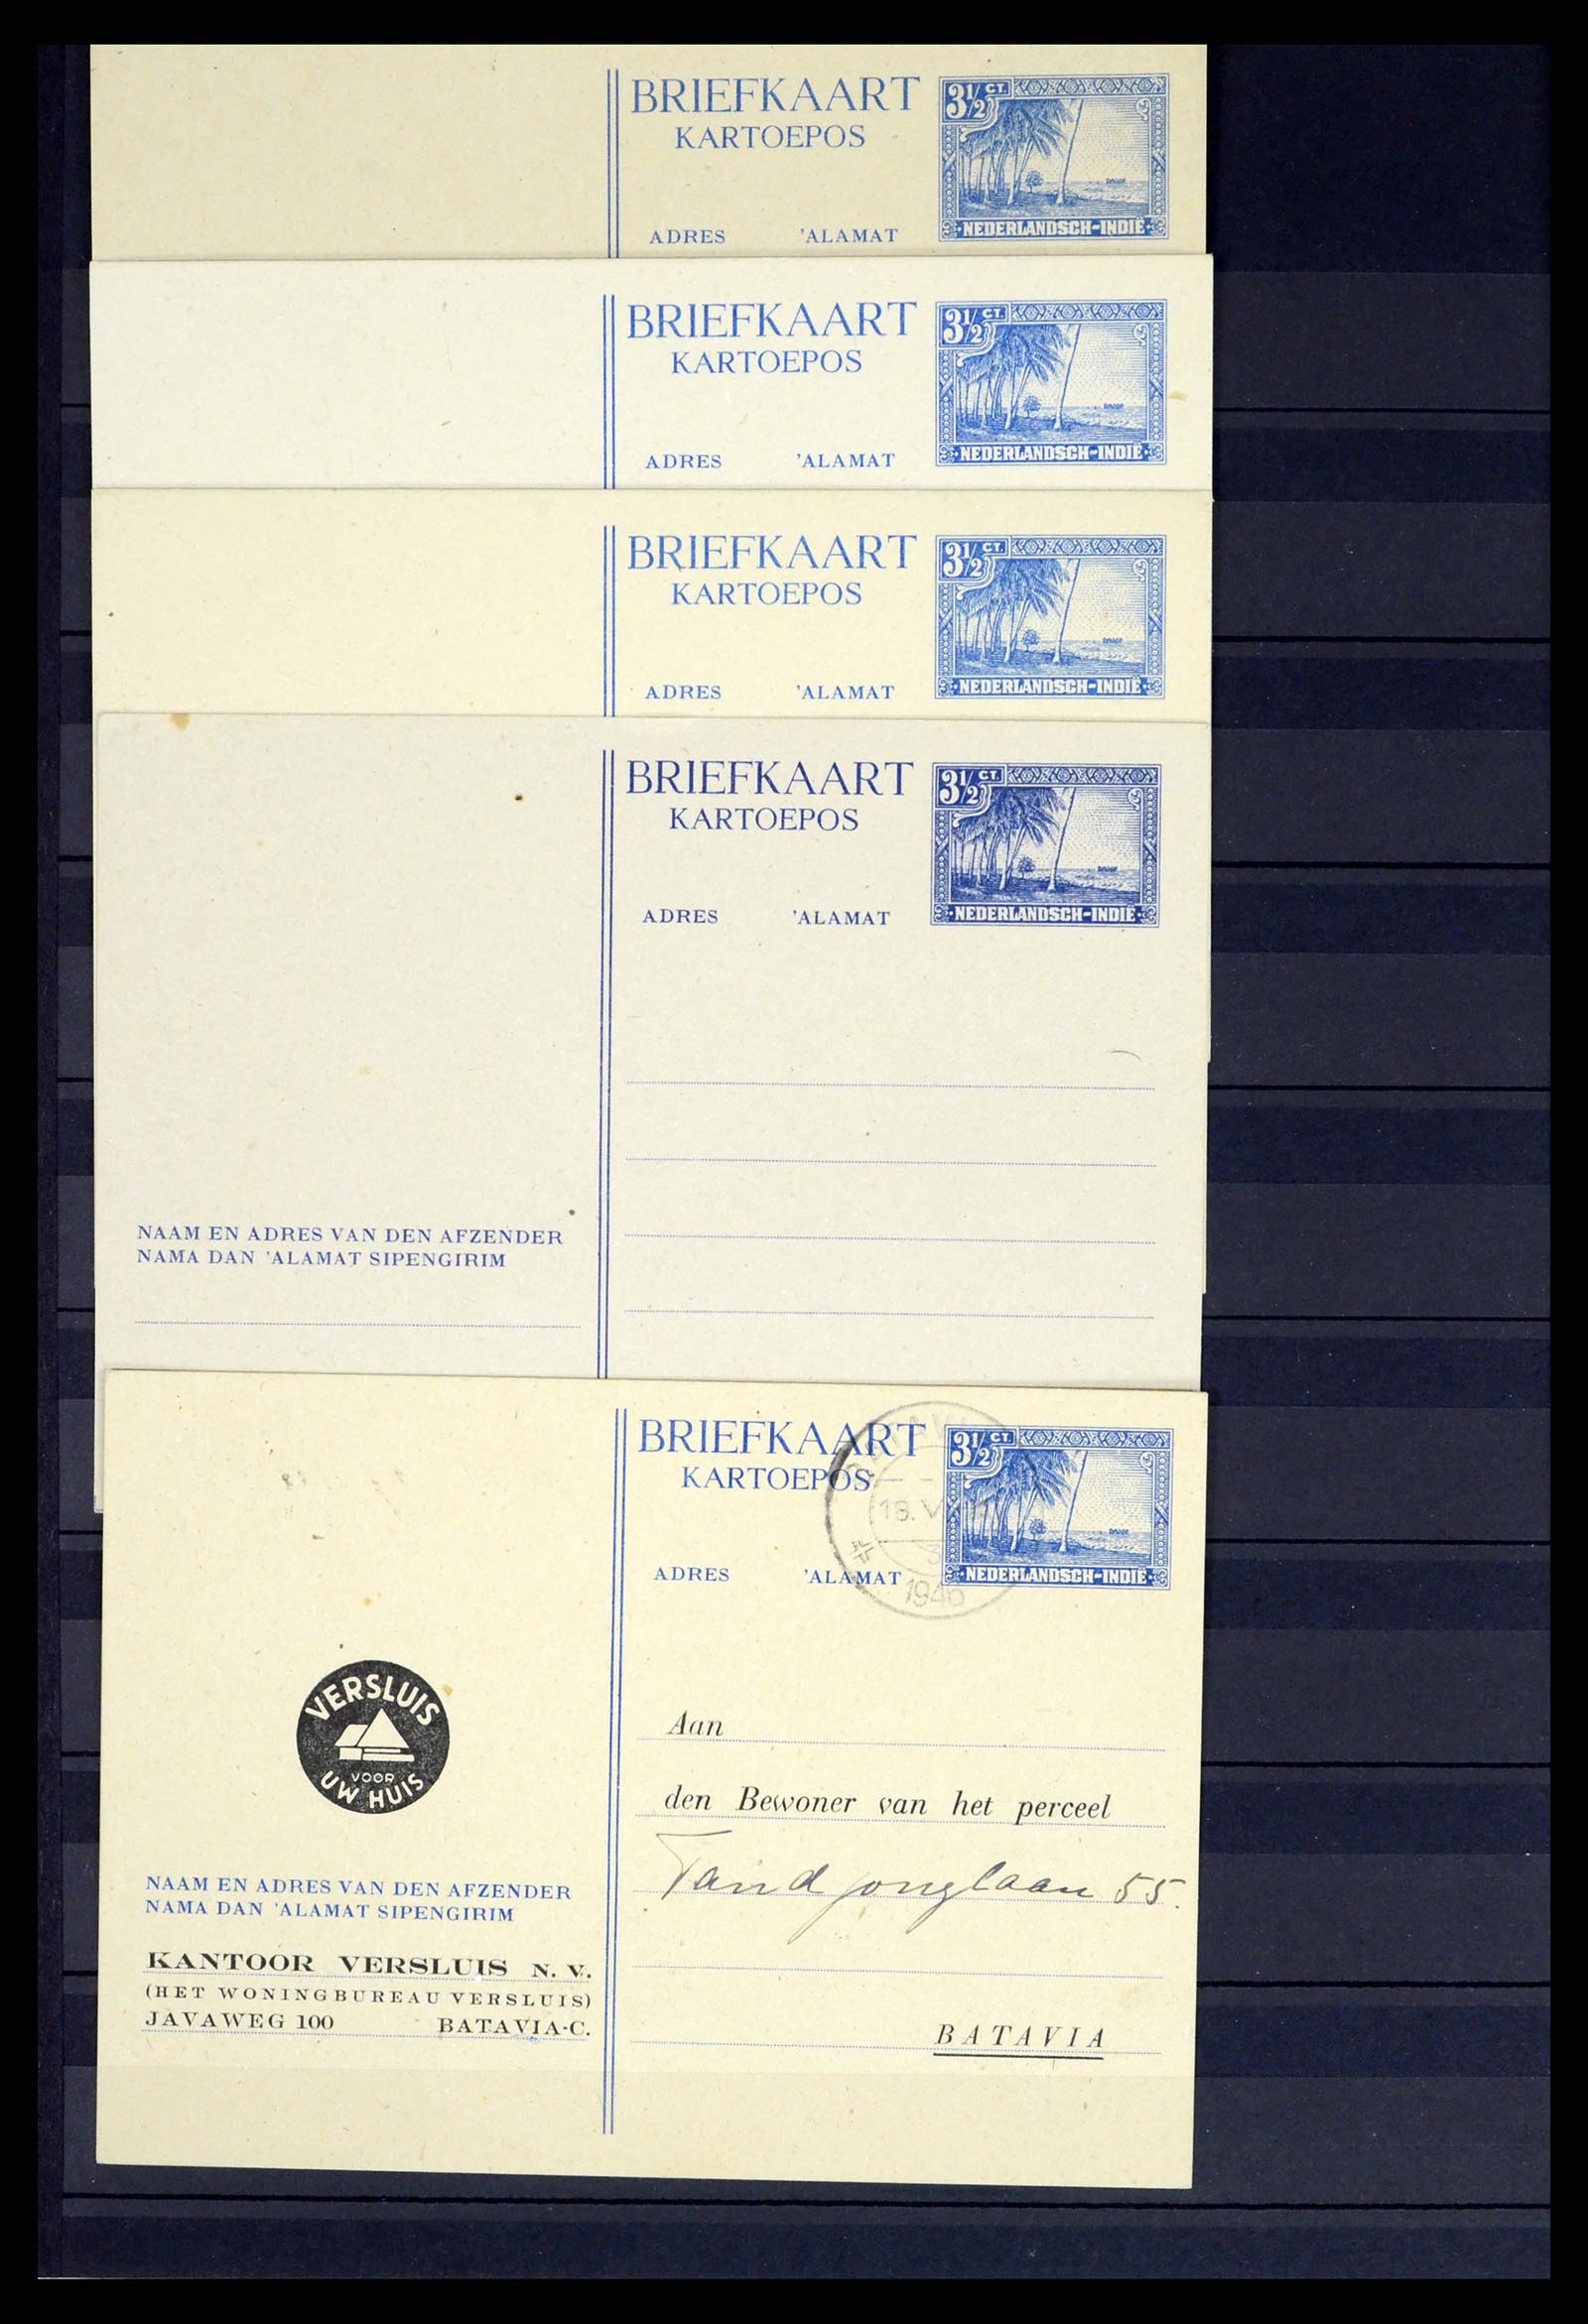 BRIEFKAART
KARTOEPOS
ADRES 'ALAMAT
3½ CT.
NEDERLANDSCH-INDIË
BRIEFKAART
KARTOEPOS
ADRES 'ALAMAT
3½ CT.
NEDERLANDSCH-INDIË
BRIEFKAART
KARTOEPOS
ADRES 'ALAMAT
3½ CT.
NEDERLANDSCH-INDIË
BRIEFKAART
KARTOEPOS
ADRES 'ALAMAT
3½ CT.
NEDERLANDSCH-INDIË
NAAM EN ADRES VAN DEN AFZENDER
NAMA DAN 'ALAMAT SIPENGIRIM
BRIEFKAART
KARTOEPOS
ADRES 'ALAMAT
3½ CT.
NEDERLANDSCH-INDIË
VERSLUIS
VOOR
UW HUIS
NAAM EN ADRES VAN DEN AFZENDER
NAMA DAN 'ALAMAT SIPENGIRIM
KANTOOR VERSLUIS N. V.
(HET WONINGBUREAU VERSLUIS)
JAVAWEG 100 BATAVIA-C.
Aan
den Bewoner van het perceel
Tandjonglaan 55.
BATAVIA